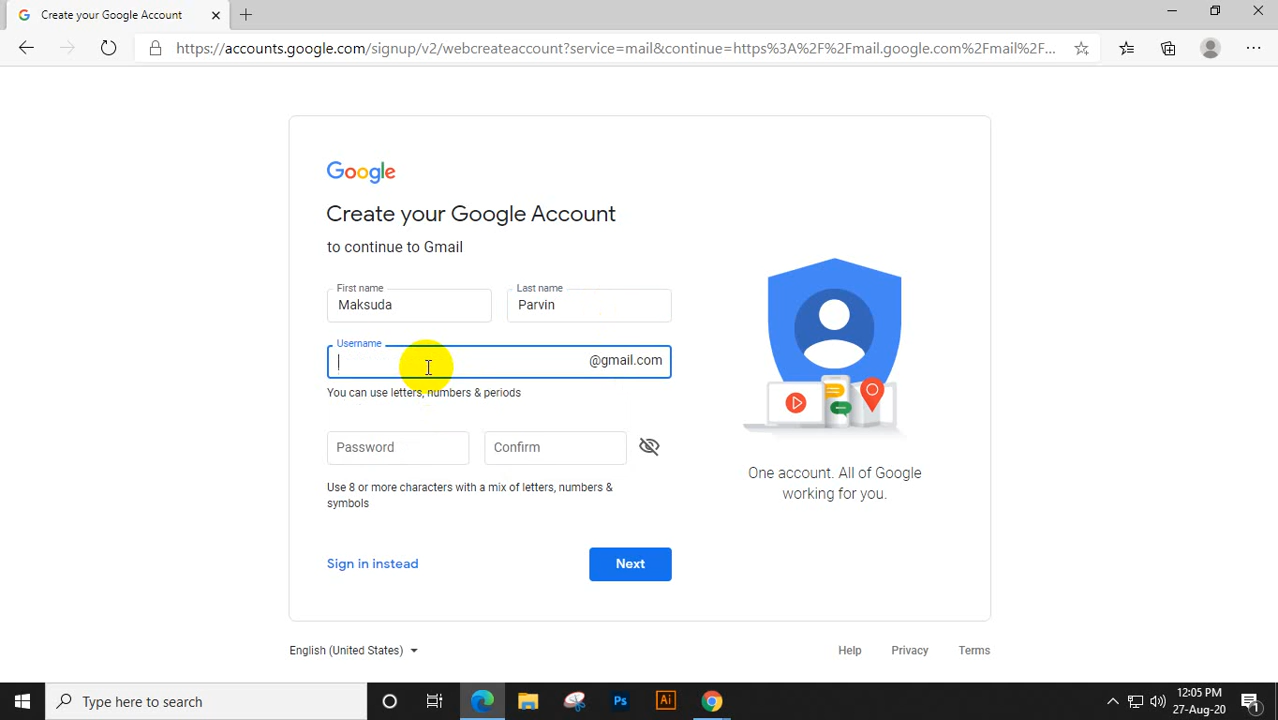 Create your Google Account
https://accounts.google.com/signup/v2/webcreateaccount?service=mail&continue=https%3A%2F%2Fmail.google.com%2Fmail%2F...
Google
Create your Google Account
to continue to Gmail
First name
Last name
Maksuda
Parvin
Username
@gmail.com
You can use letters, numbers & periods
Password
Confirm
Use 8 or more characters with a mix of letters, numbers &
symbols
One account. All of Google
working for you.
Sign in instead
Next
English (United States)
Help
Privacy
Terms
Type here to search
Ps
Ai
12:05 PM
27-Aug-20
1